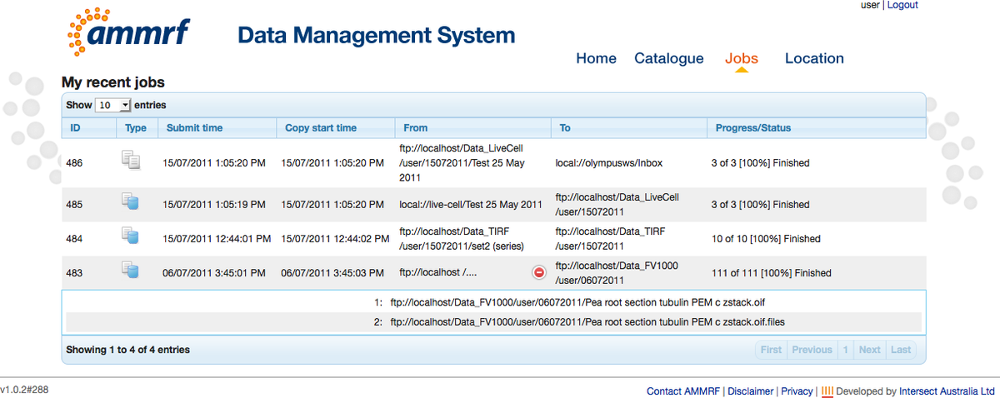 user | Logout
ammrf
Data Management System
Home Catalogue Jobs Location
My recent jobs
Show 10 entries
ID Type Submit time Copy start time From To Progress/Status
486 15/07/2011 1:05:20 PM 15/07/2011 1:05:20 PM ftp://localhost/Data_LiveCell
/user/15072011/Test 25 May
2011 local://olympusws/Inbox 3 of 3 [100%] Finished
485 15/07/2011 1:05:19 PM 15/07/2011 1:05:20 PM local://live-cell/Test 25 May 2011 ftp://localhost/Data_LiveCell
/user/15072011 3 of 3 [100%] Finished
484 15/07/2011 12:44:01 PM 15/07/2011 12:44:02 PM ftp://localhost/Data_TIRF
/user/15072011/set2 (series) ftp://localhost/Data_TIRF
/user/15072011 10 of 10 [100%] Finished
483 06/07/2011 3:45:01 PM 06/07/2011 3:45:03 PM ftp://localhost /.... ftp://localhost/Data_FV1000
/user/06072011 111 of 111 [100%] Finished
1: ftp://localhost/Data_FV1000/user/06072011/Pea root section tubulin PEM c zstack.oif
2: ftp://localhost/Data_FV1000/user/06072011/Pea root section tubulin PEM c zstack.oif.files
Showing 1 to 4 of 4 entries First Previous 1 Next Last
v1.0.2#288
Contact AMMRF | Disclaimer | Privacy | Developed by Intersect Australia Ltd